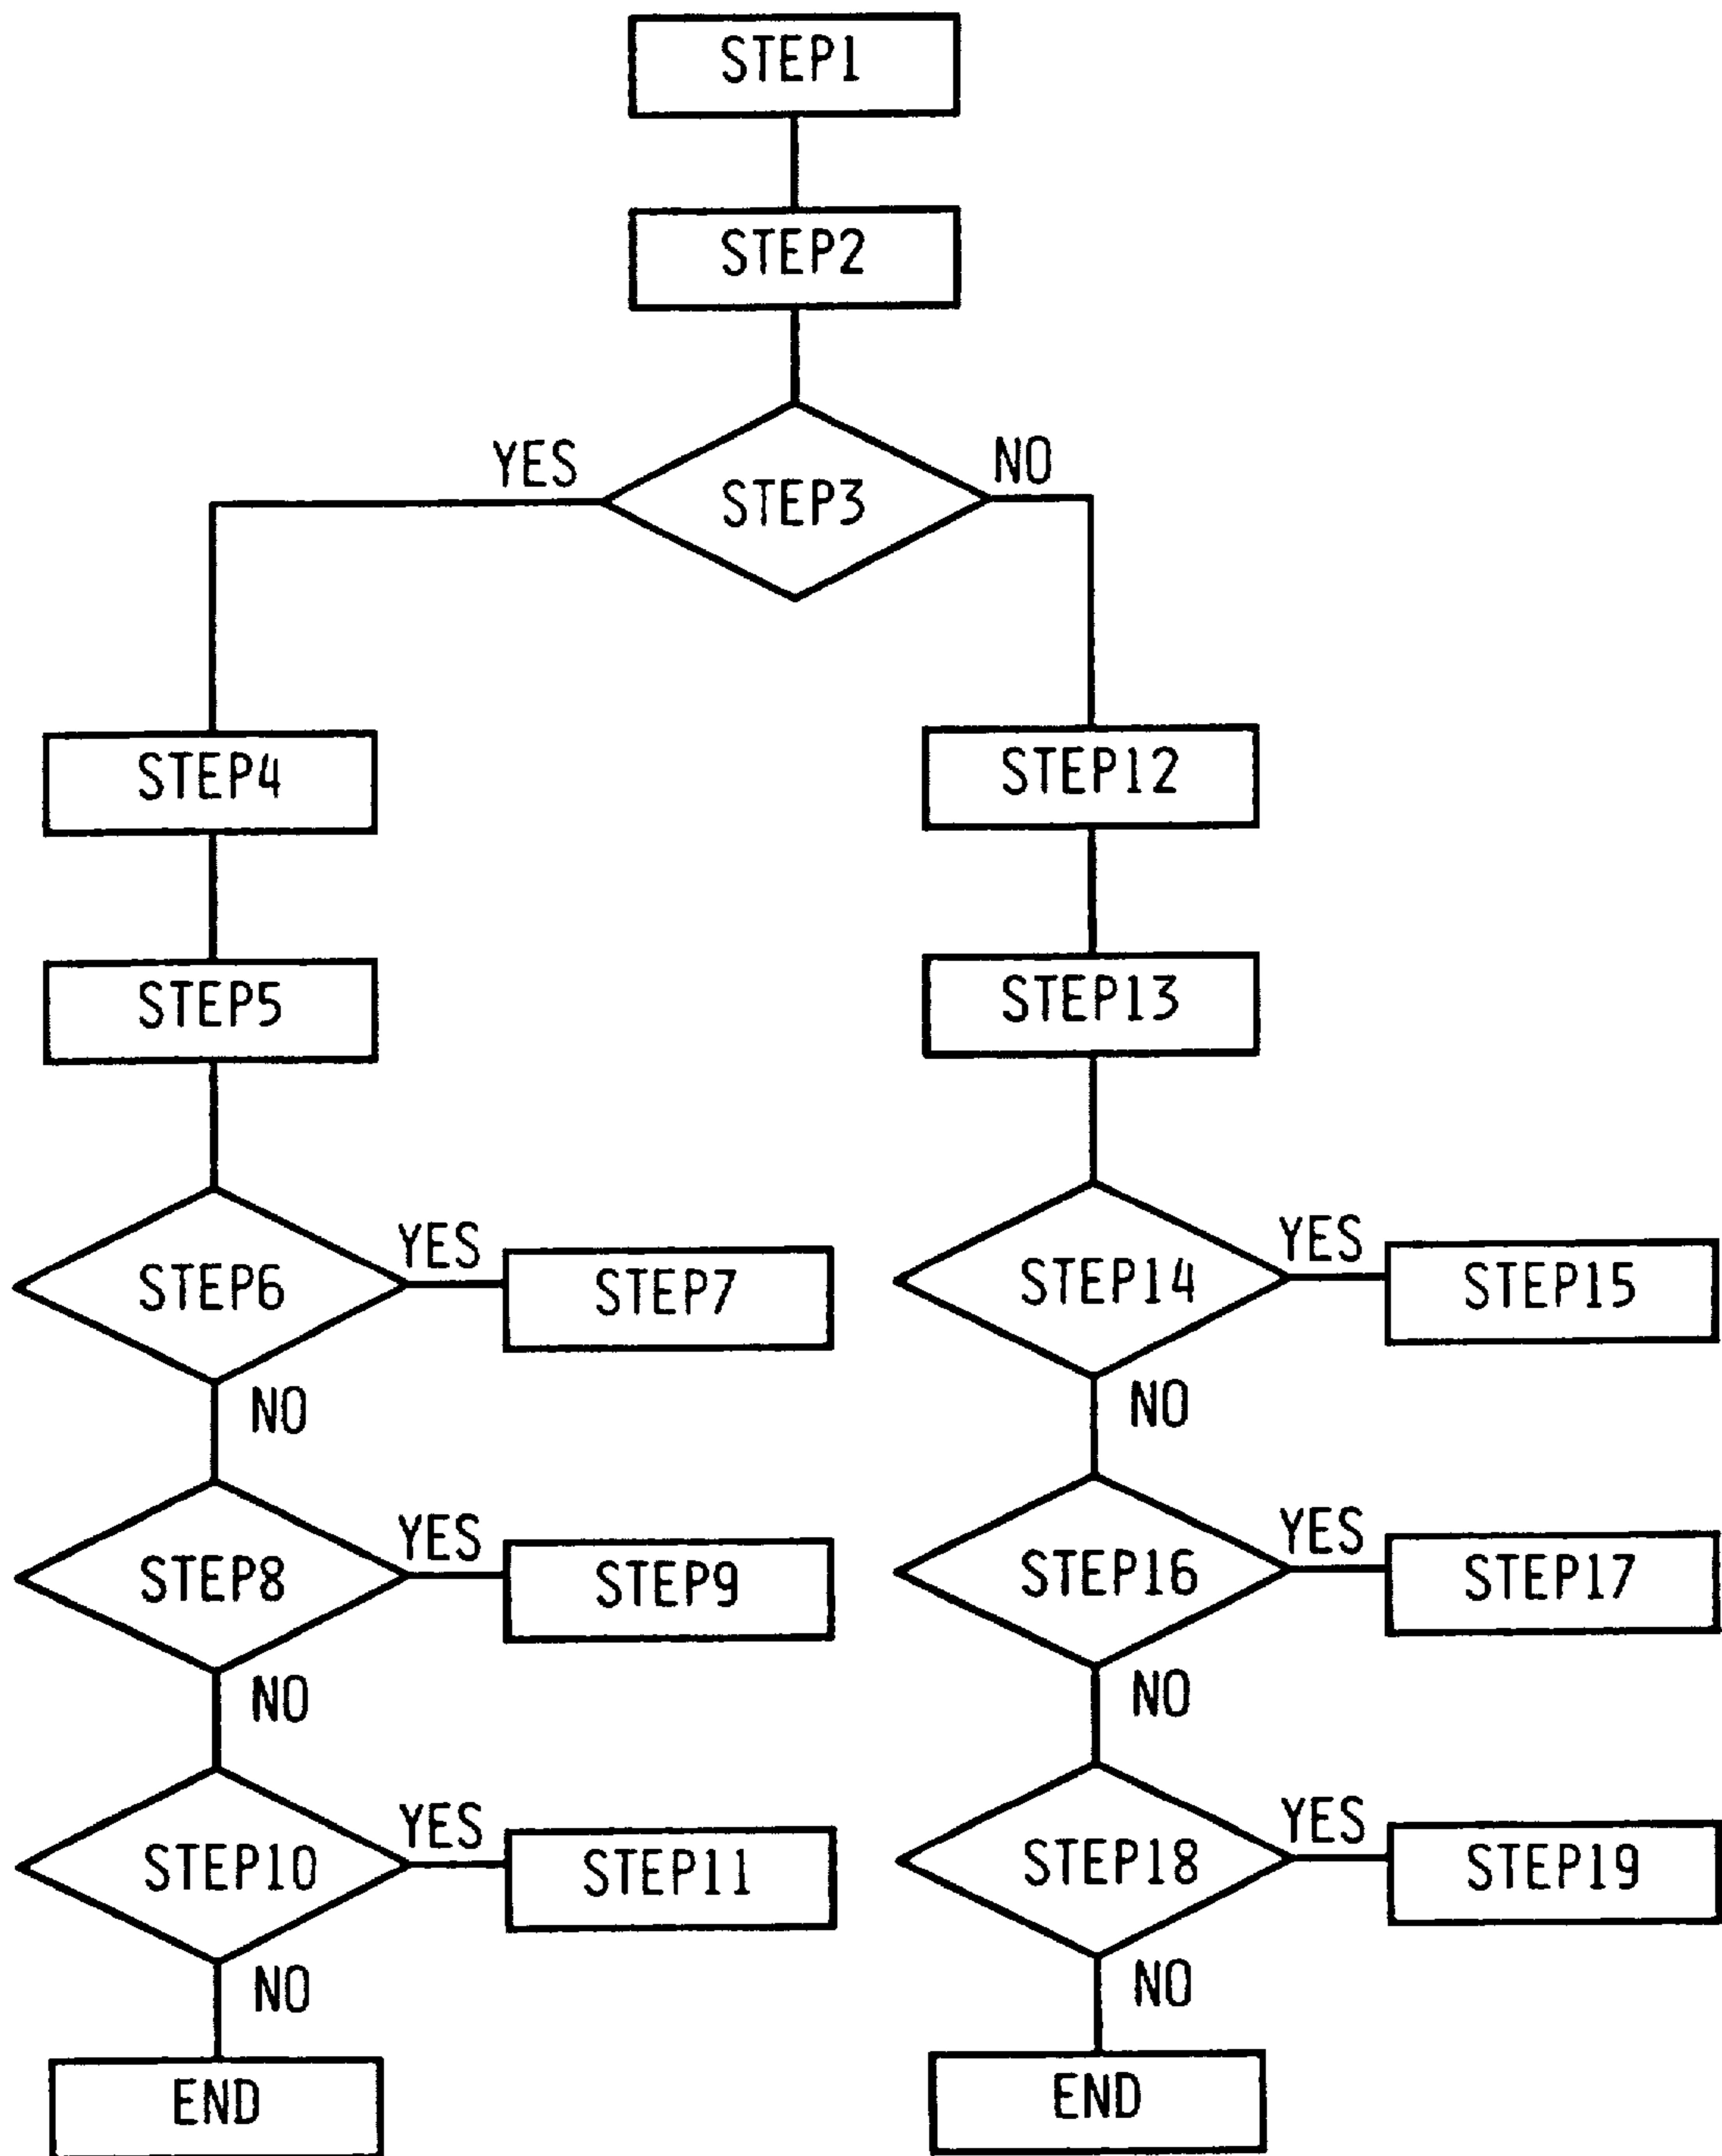 STEP1
STEP2
YES
NO
STEP3
STEP4
STEP12
STEP5
STEP13
YES
YES
STEP6
STEP7
STEP14
STEP15
NO
NO
YES
YES
STEP8
STEP9
STEP16
STEP17
NO
NO
YES
YES
STEP10
STEP11
STEP18
STEP19
NO
NO
END
END